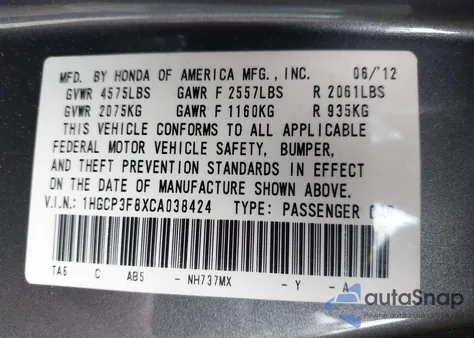 MFD. BY HONDA OF AMERICA MFG., INC. 06/12
GVWR 4575LBS GAWR F 2557LBS R 2061LBS
GVWR 2075KG GAWR F 1160KG R 935KG
THIS VEHICLE CONFORMS TO ALL APPLICABLE
FEDERAL MOTOR VEHICLE SAFETY, BUMPER,
AND THEFT PREVENTION STANDARDS IN EFFECT
ON THE DATE OF MANUFACTURE SHOWN ABOVE.
V.I.N.: 1HGCP3F8XCA038424 TYPE: PASSENGER CAR
TA6 C AB5 - NH737MX - Y - A
autoSnap